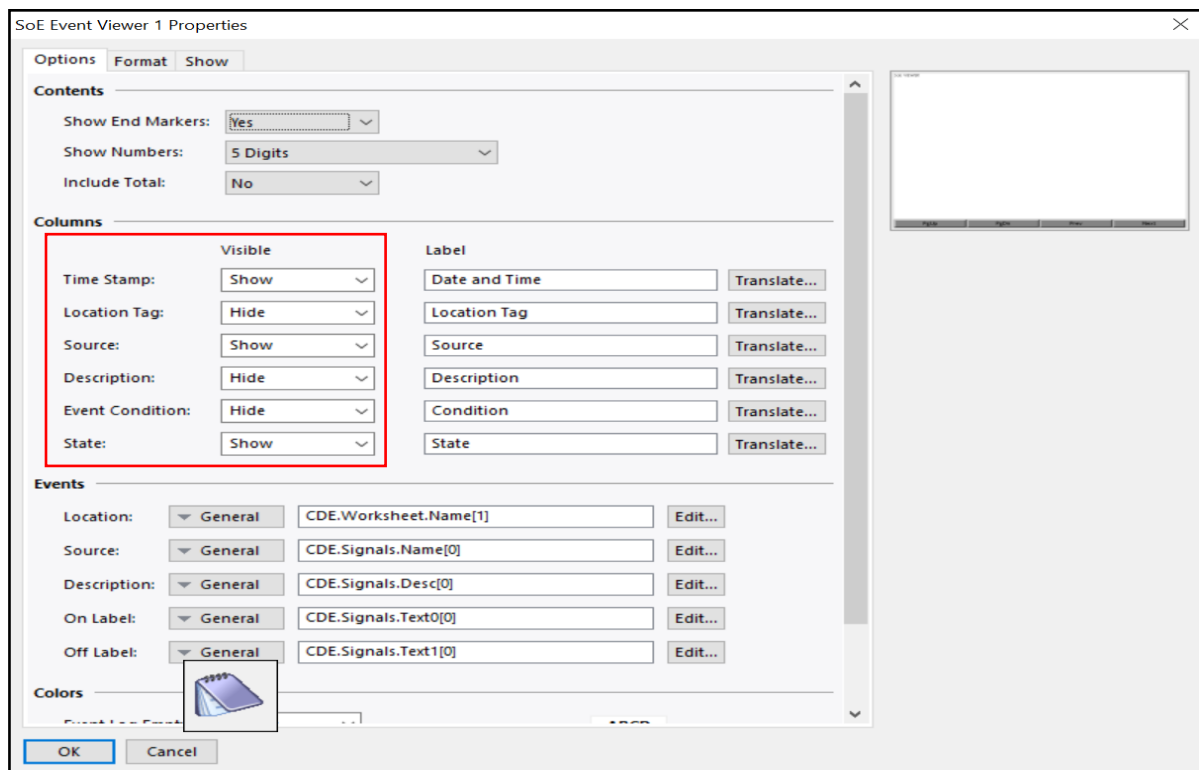 SoE Event Viewer 1 Properties
Options Format Show
Contents
Show End Markers: Yes
Show Numbers: 5 Digits
Include Total: No
Columns
Visible Label
Time Stamp: Show Date and Time Translate...
Location Tag: Hide Location Tag Translate...
Source: Show Source Translate...
Description: Hide Description Translate...
Event Condition: Hide Condition Translate...
State: Show State Translate...
Events
Location: General CDE.Worksheet.Name[1] Edit...
Source: General CDE.Signals.Name[0] Edit...
Description: General CDE.Signals.Desc[0] Edit...
On Label: General CDE.Signals.Text0[0] Edit...
Off Label: General CDE.Signals.Text1[0] Edit...
Colors
OK Cancel